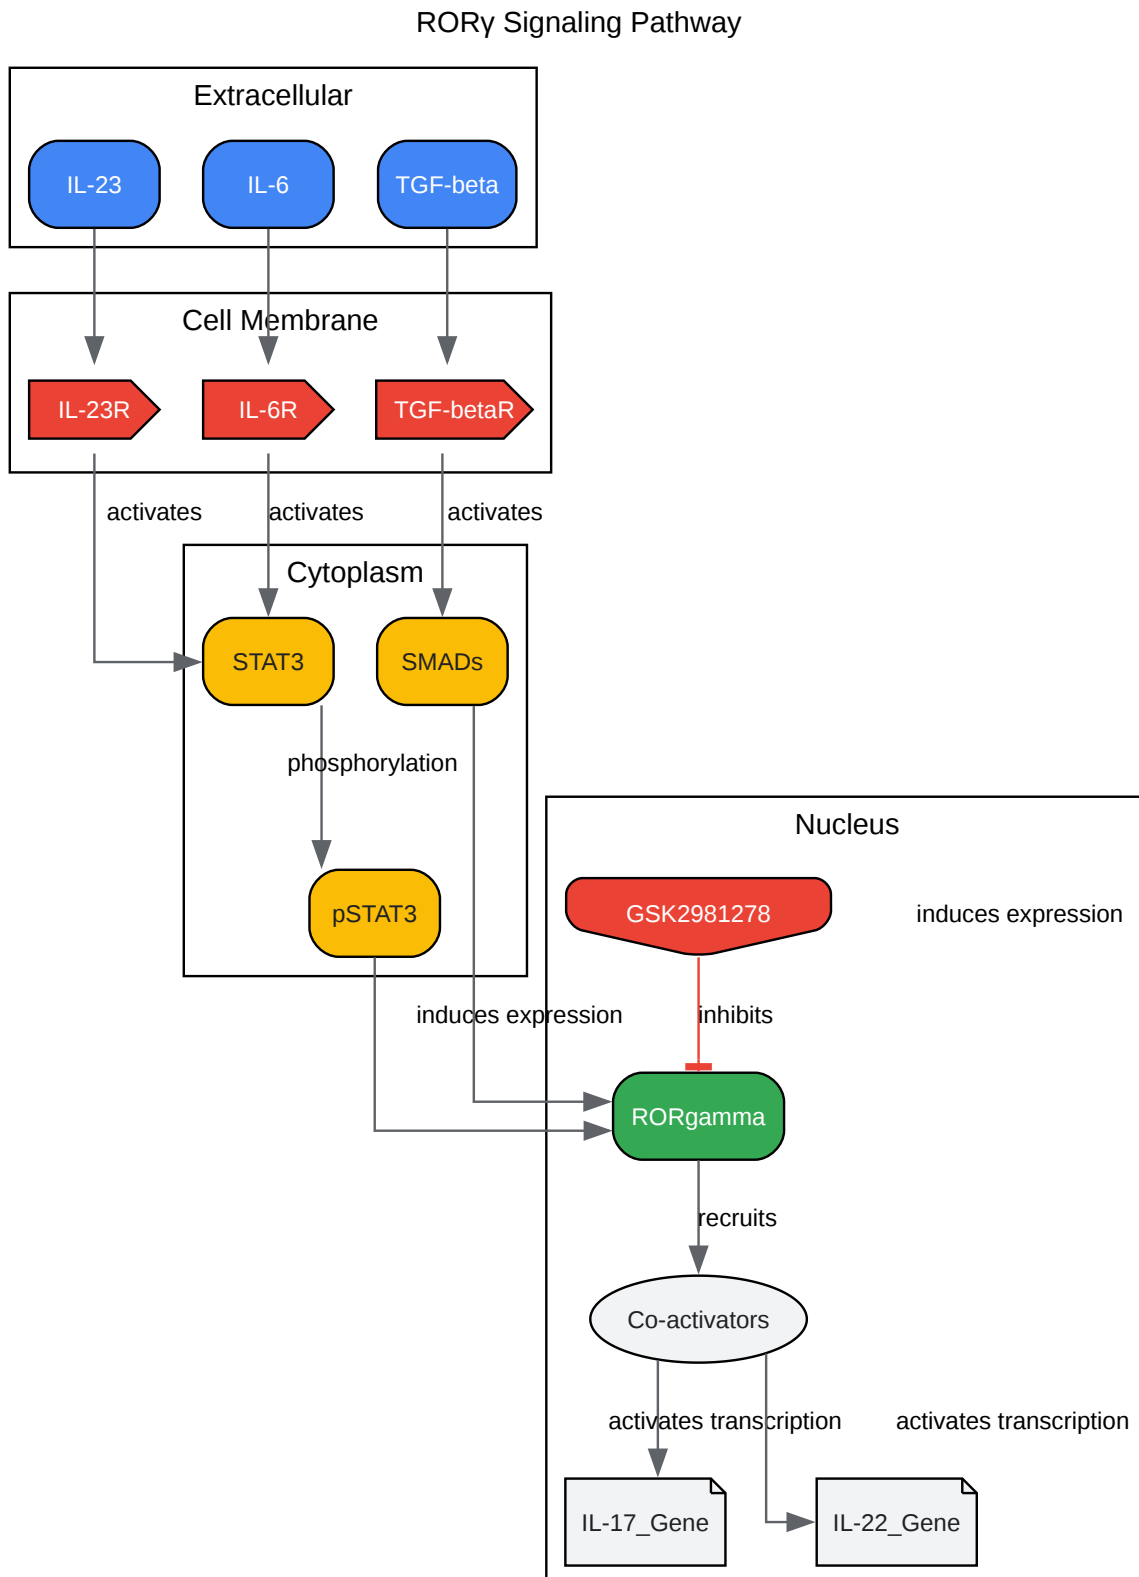 RORγ Signaling Pathway
Extracellular
IL-23
IL-6
TGF-beta
Cell Membrane
IL-23R
IL-6R
TGF-betaR
activates
activates
activates
Cytoplasm
STAT3
SMADs
phosphorylation
Nucleus
pSTAT3
GSK2981278
induces expression
induces expression
inhibits
RORgamma
recruits
Co-activators
activates transcription
activates transcription
IL-17_Gene
IL-22_Gene